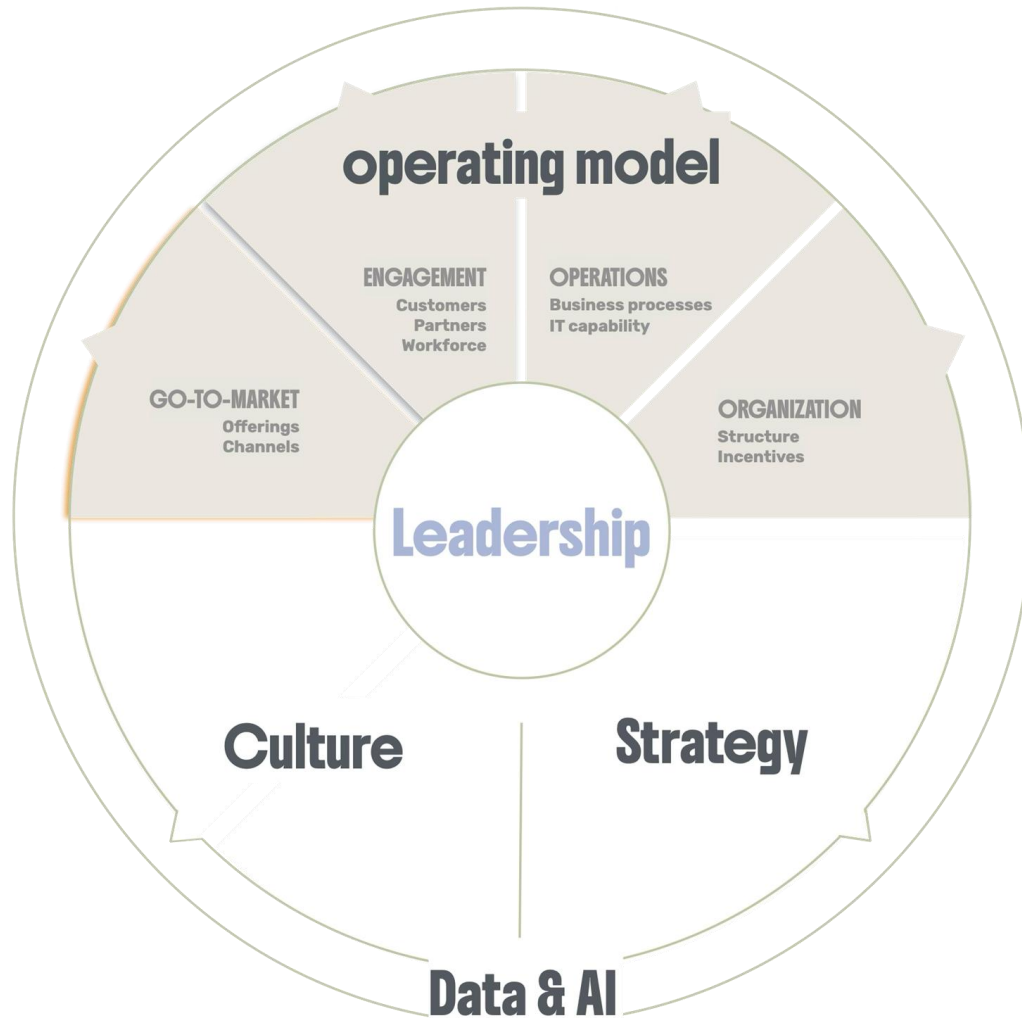 operating model
ENGAGEMENT
Customers
Partners
Workforce
OPERATIONS
Business processes
IT capability
GO-TO-MARKET
Offerings
Channels
ORGANIZATION
Structure
Incentives
Leadership
Culture
Strategy
Data & AI